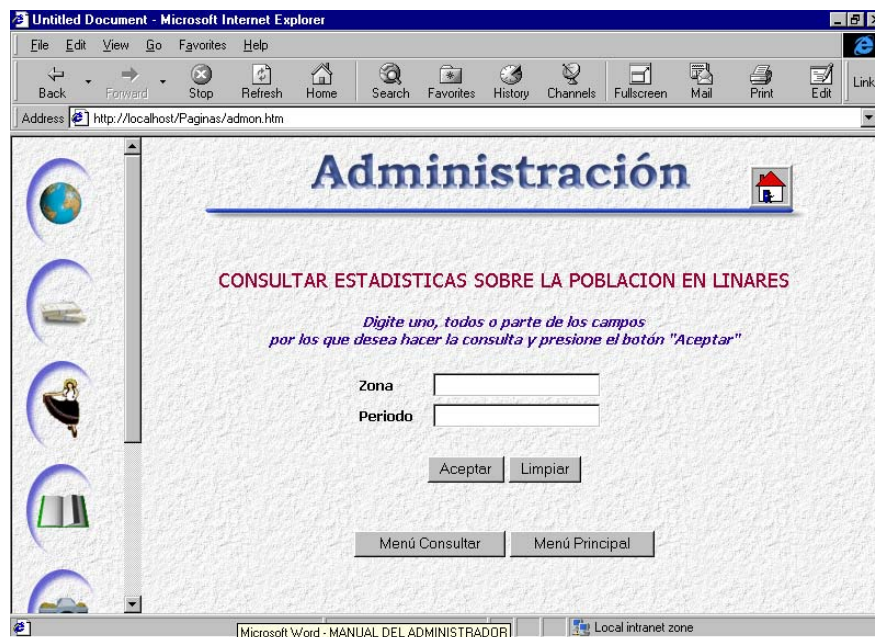 Untitled Document - Microsoft Internet Explorer
File Edit View Go Favorites Help
Back Forward Stop Refresh Home Search Favorites History Channels Fullscreen Mail Print Edit Link
Address http://localhost/Paginas/admon.htm
Administración
CONSULTAR ESTADISTICAS SOBRE LA POBLACION EN LINARES
Digite uno, todos o parte de los campos
por los que desea hacer la consulta y presione el botón "Aceptar"
Zona
Periodo
Aceptar Limpiar
Menú Consultar Menú Principal
Microsoft Word - MANUAL DEL ADMINISTRADOR Local intranet zone